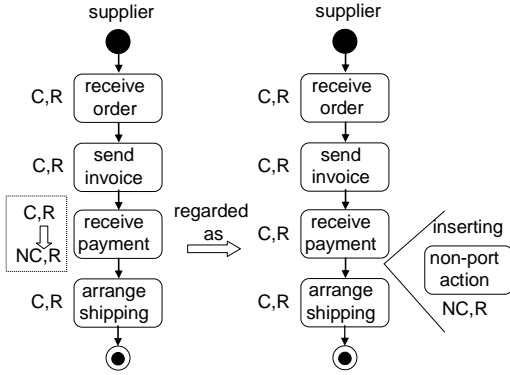 supplier
C,R
receive
order
C,R
send
invoice
C,R
NC,R
receive
payment
C,R
arrange
shipping
regarded
as
supplier
C,R
receive
order
C,R
send
invoice
C,R
receive
payment
C,R
arrange
shipping
inserting
non-port
action
NC,R